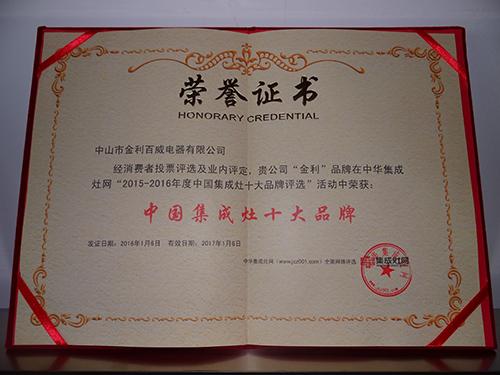 荣誉证书
HONORARY CREDENTIAL
中山市金利百威电器有限公司
经消费者投票评选及业内评定，贵公司“金利”品牌在中华集成
灶网“2015-2016年度中国集成灶十大品牌评选”活动中荣获：
中国集成灶十大品牌
发证日期：2016年1月6日 有效日期：2017年1月6日
中华集成灶网（www.jcz001.com）全国网络评选
集成灶网